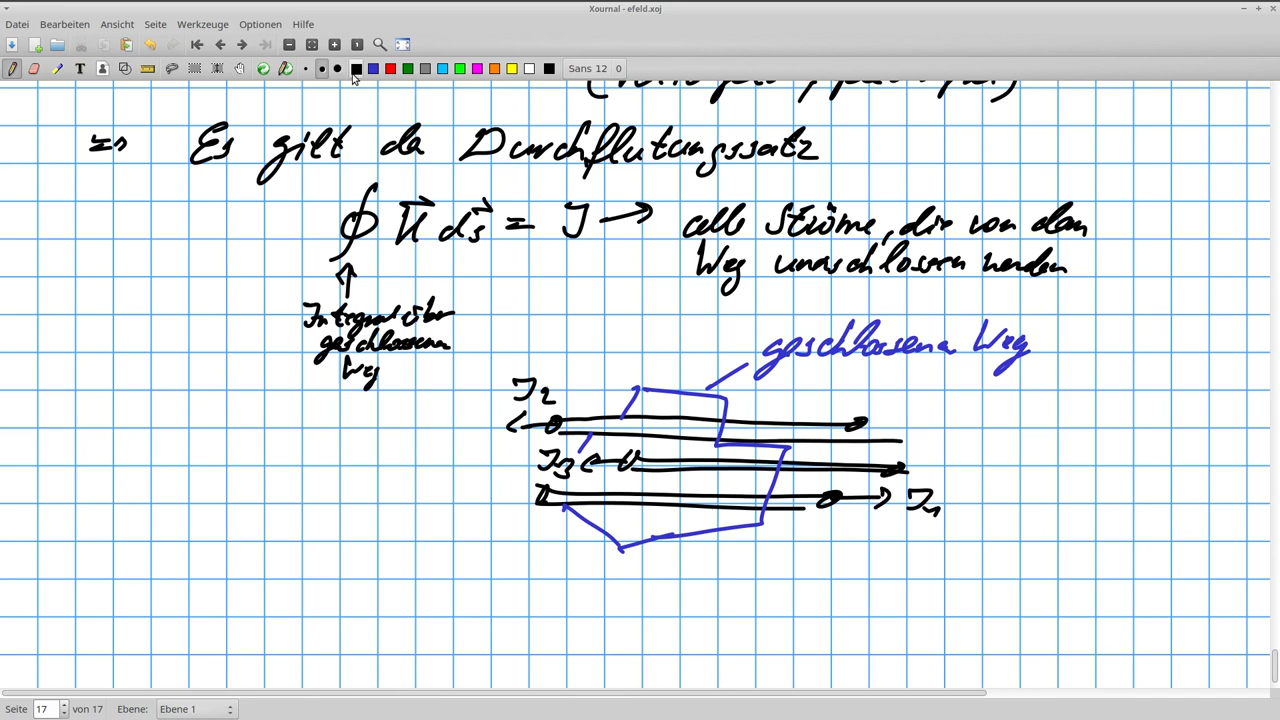 Xournal - efeld.xoj
Datei Bearbeiten Ansicht Seite Werkzeuge Optionen Hilfe
Sans 12 0
=> Es gilt da Durchflutungssatz
∮ H⃗ ds⃗ = I → alle Ströme, die von dem
Weg umschlossen werden
Integral über
geschlossenen
Weg
geschlossener Weg
I2
I3
I1
Seite 17 von 17 Ebene: Ebene 1